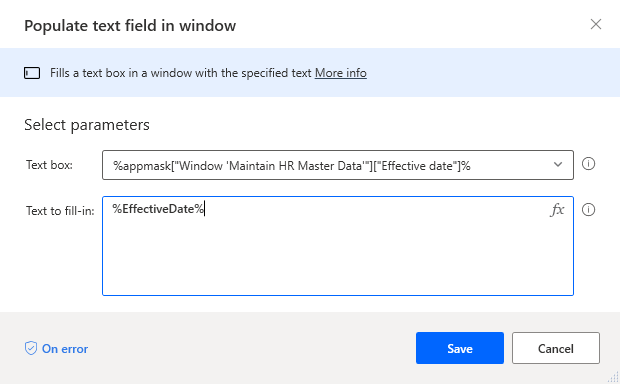 Populate text field in window
Fills a text box in a window with the specified text More info
Select parameters
Text box:
%appmask["Window 'Maintain HR Master Data'"]["Effective date"]%
Text to fill-in:
%EffectiveDate%
fx
On error
Save
Cancel